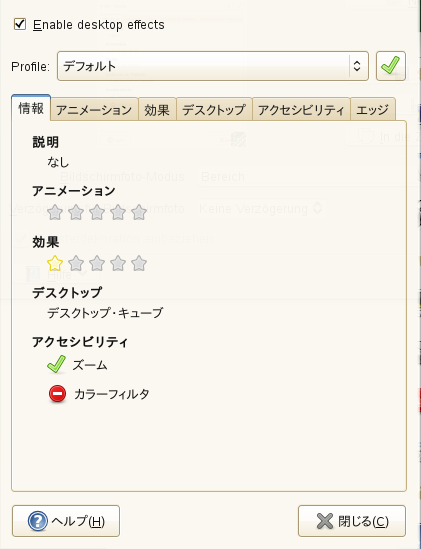 Enable desktop effects
Profile: デフォルト
情報 アニメーション 効果 デスクトップ アクセシビリティ エッジ
説明
なし
アニメーション
効果
デスクトップ
デスクトップ・キューブ
アクセシビリティ
ズーム
カラーフィルタ
ヘルプ(H) 閉じる(C)